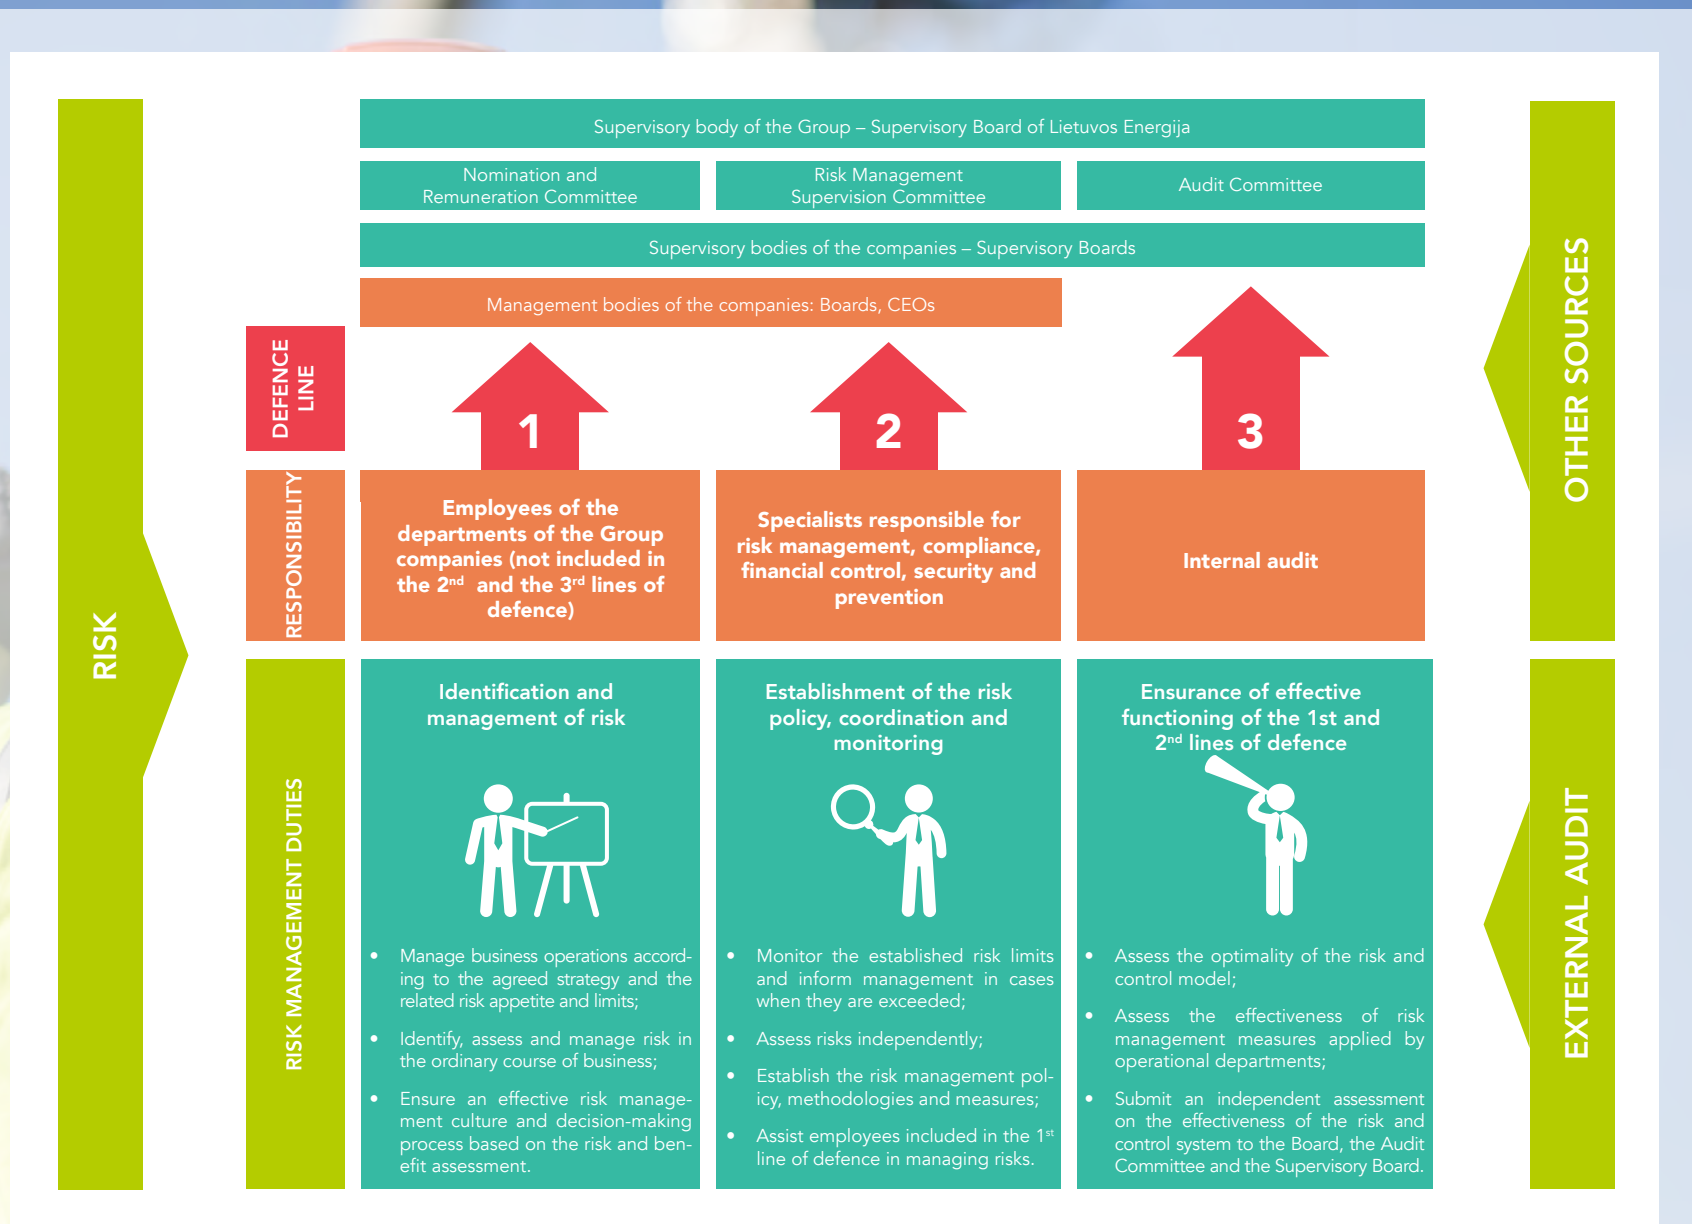 Supervisory body of the Group – Supervisory Board of Lietuvos Energija
Nomination and
Remuneration Committee
Risk Management
Supervision Committee
Audit Committee
Supervisory bodies of the companies – Supervisory Boards
Management bodies of the companies: Boards, CEOs
RISK
DEFENCE
LINE
1
2
3
OTHER SOURCES
RESPONSIBILITY
Employees of the
departments of the Group
companies (not included in
the 2nd and the 3rd lines of
defence)
Specialists responsible for
risk management, compliance,
financial control, security and
prevention
Internal audit
RISK MANAGEMENT DUTIES
Identification and
management of risk
• Manage business operations accord-
ing to the agreed strategy and the
related risk appetite and limits;
• Identify, assess and manage risk in
the ordinary course of business;
• Ensure an effective risk manage-
ment culture and decision-making
process based on the risk and ben-
efit assessment.
Establishment of the risk
policy, coordination and
monitoring
• Monitor the established risk limits
and inform management in cases
when they are exceeded;
• Assess risks independently;
• Establish the risk management pol-
icy, methodologies and measures;
• Assist employees included in the 1st
line of defence in managing risks.
Ensurance of effective
functioning of the 1st and
2nd lines of defence
• Assess the optimality of the risk and
control model;
• Assess the effectiveness of risk
management measures applied by
operational departments;
• Submit an independent assessment
on the effectiveness of the risk and
control system to the Board, the Audit
Committee and the Supervisory Board.
EXTERNAL AUDIT